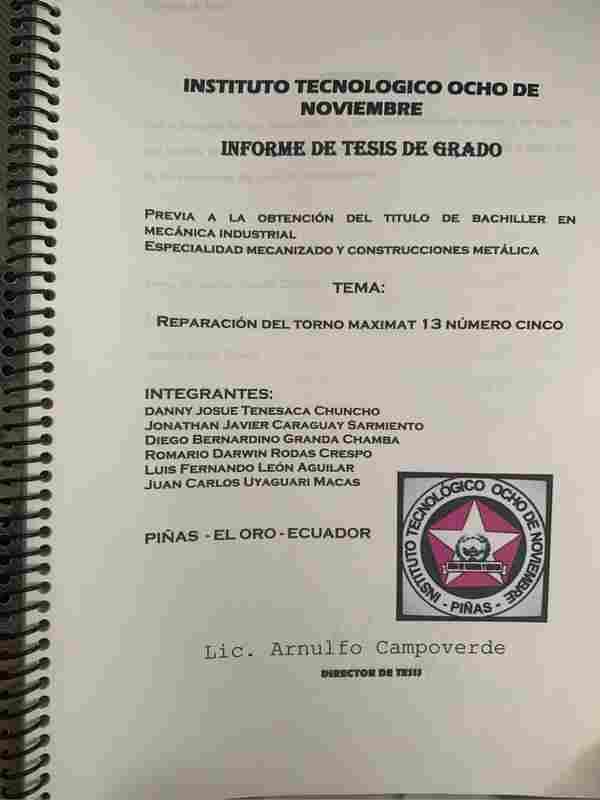 INSTITUTO TECNOLOGICO OCHO DE
NOVIEMBRE
INFORME DE TESIS DE GRADO
PREVIA A LA OBTENCIÓN DEL TITULO DE BACHILLER EN
MECÁNICA INDUSTRIAL
ESPECIALIDAD MECANIZADO Y CONSTRUCCIONES METÁLICA
TEMA:
REPARACIÓN DEL TORNO MAXIMAT 13 NÚMERO CINCO
INTEGRANTES:
DANNY JOSUE TENESACA CHUNCHO
JONATHAN JAVIER CARAGUAY SARMIENTO
DIEGO BERNARDINO GRANDA CHAMBA
ROMARIO DARWIN RODAS CRESPO
LUIS FERNANDO LEÓN AGUILAR
JUAN CARLOS UYAGUARI MACAS
PIÑAS - EL ORO - ECUADOR
INSTITUTO TECNOLÓGICO OCHO DE NOVIEMBRE
- PIÑAS -
Lic. Arnulfo Campoverde
DIRECTOR DE TESIS